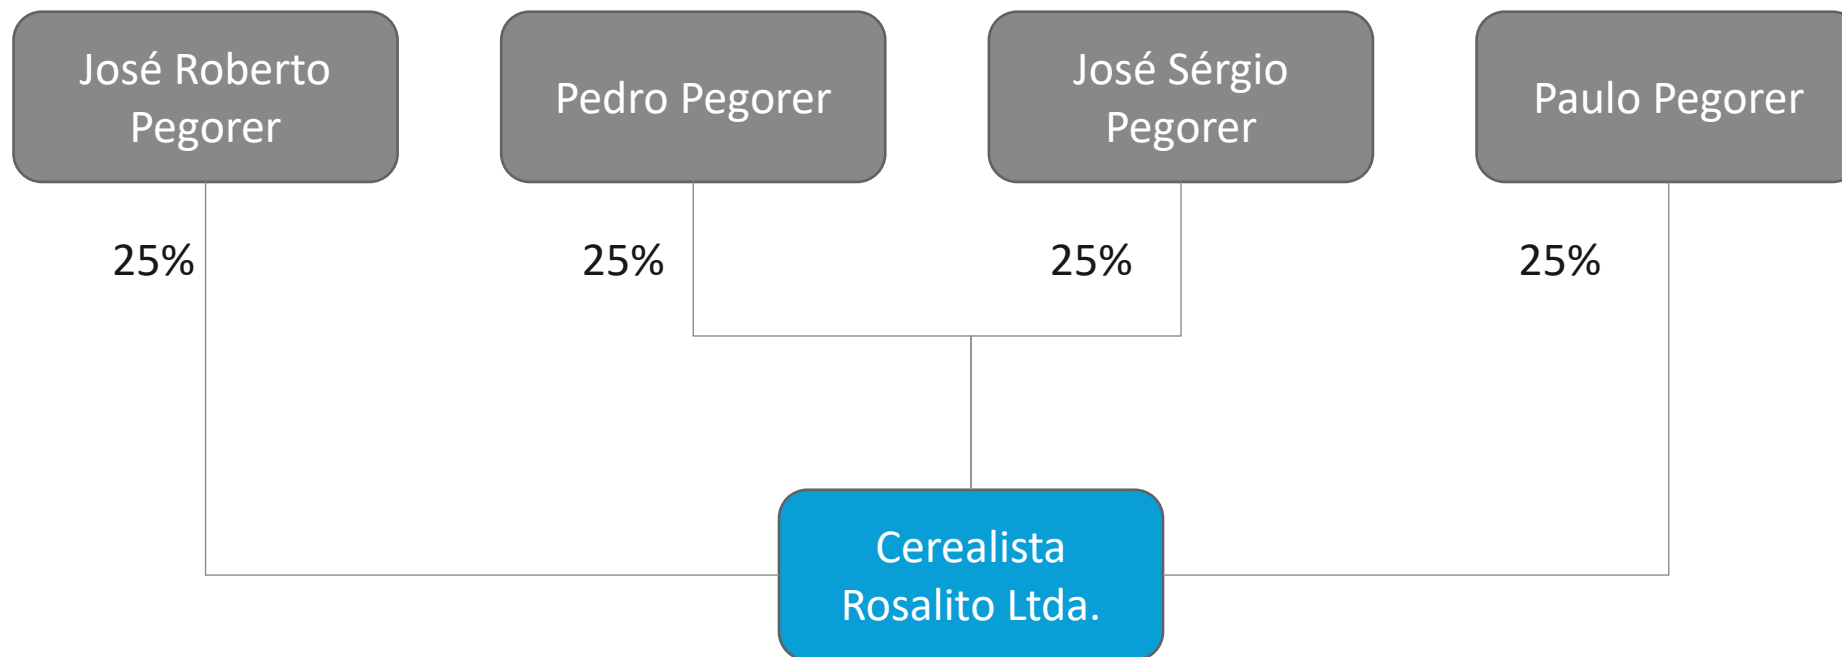 José Roberto
Pegorer
Pedro Pegorer
José Sérgio
Pegorer
Paulo Pegorer
25%
25%
25%
25%
Cerealista
Rosalito Ltda.